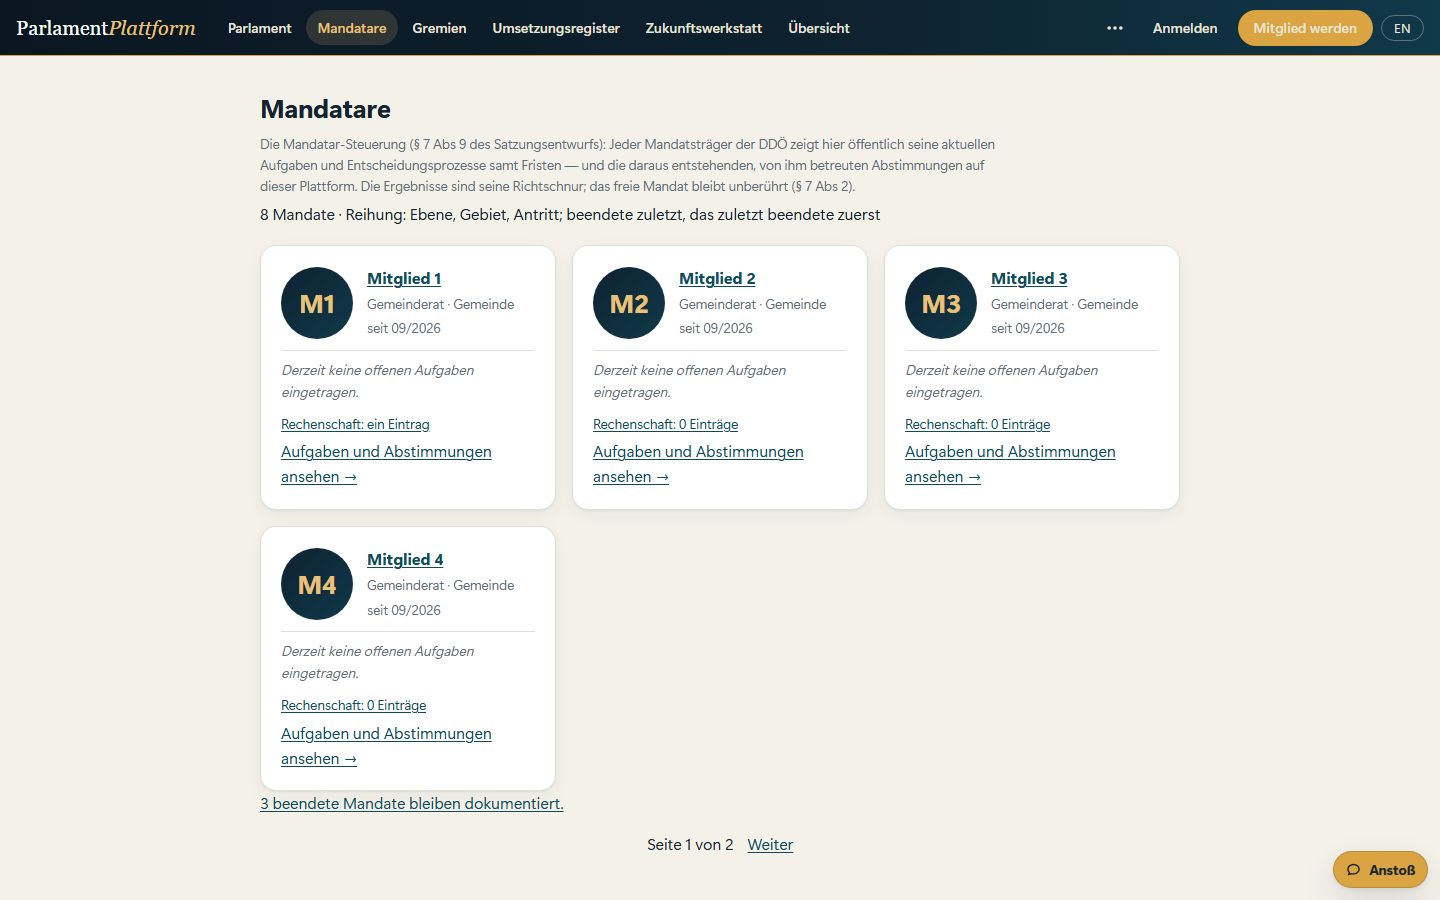 ParlamentPlattform Parlament Mandatare Gremien Umsetzungsregister Zukunftswerkstatt Übersicht ••• Anmelden Mitglied werden EN
Mandatare
Die Mandatar-Steuerung (§ 7 Abs 9 des Satzungsentwurfs): Jeder Mandatsträger der DDÖ zeigt hier öffentlich seine aktuellen
Aufgaben und Entscheidungsprozesse samt Fristen — und die daraus entstehenden, von ihm betreuten Abstimmungen auf
dieser Plattform. Die Ergebnisse sind seine Richtschnur; das freie Mandat bleibt unberührt (§ 7 Abs 2).
8 Mandate · Reihung: Ebene, Gebiet, Antritt; beendete zuletzt, das zuletzt beendete zuerst
M1
Mitglied 1
Gemeinderat · Gemeinde
seit 09/2026
Derzeit keine offenen Aufgaben
eingetragen.
Rechenschaft: ein Eintrag
Aufgaben und Abstimmungen
ansehen →
M2
Mitglied 2
Gemeinderat · Gemeinde
seit 09/2026
Derzeit keine offenen Aufgaben
eingetragen.
Rechenschaft: 0 Einträge
Aufgaben und Abstimmungen
ansehen →
M3
Mitglied 3
Gemeinderat · Gemeinde
seit 09/2026
Derzeit keine offenen Aufgaben
eingetragen.
Rechenschaft: 0 Einträge
Aufgaben und Abstimmungen
ansehen →
M4
Mitglied 4
Gemeinderat · Gemeinde
seit 09/2026
Derzeit keine offenen Aufgaben
eingetragen.
Rechenschaft: 0 Einträge
Aufgaben und Abstimmungen
ansehen →
3 beendete Mandate bleiben dokumentiert.
Seite 1 von 2 Weiter
Anstoß